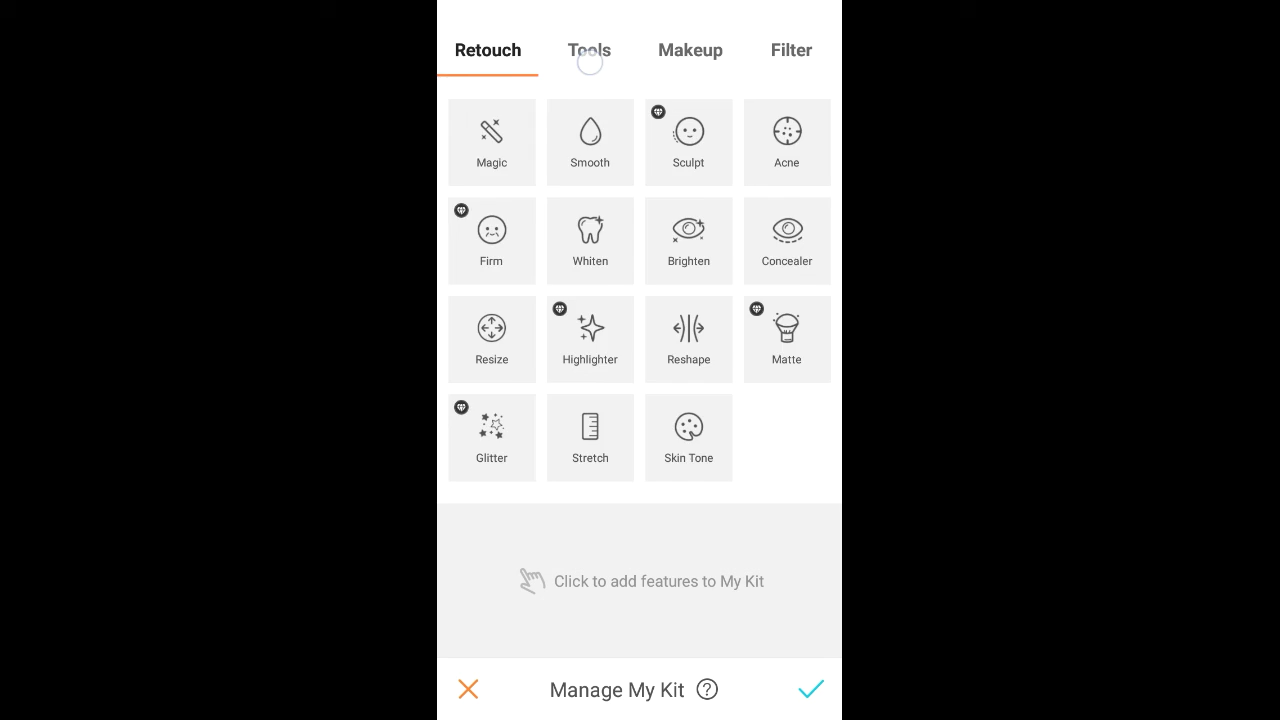 Retouch Tools Makeup Filter
Magic Smooth Sculpt Acne
Firm Whiten Brighten Concealer
Resize Highlighter Reshape Matte
Glitter Stretch Skin Tone
Click to add features to My Kit
Manage My Kit ?